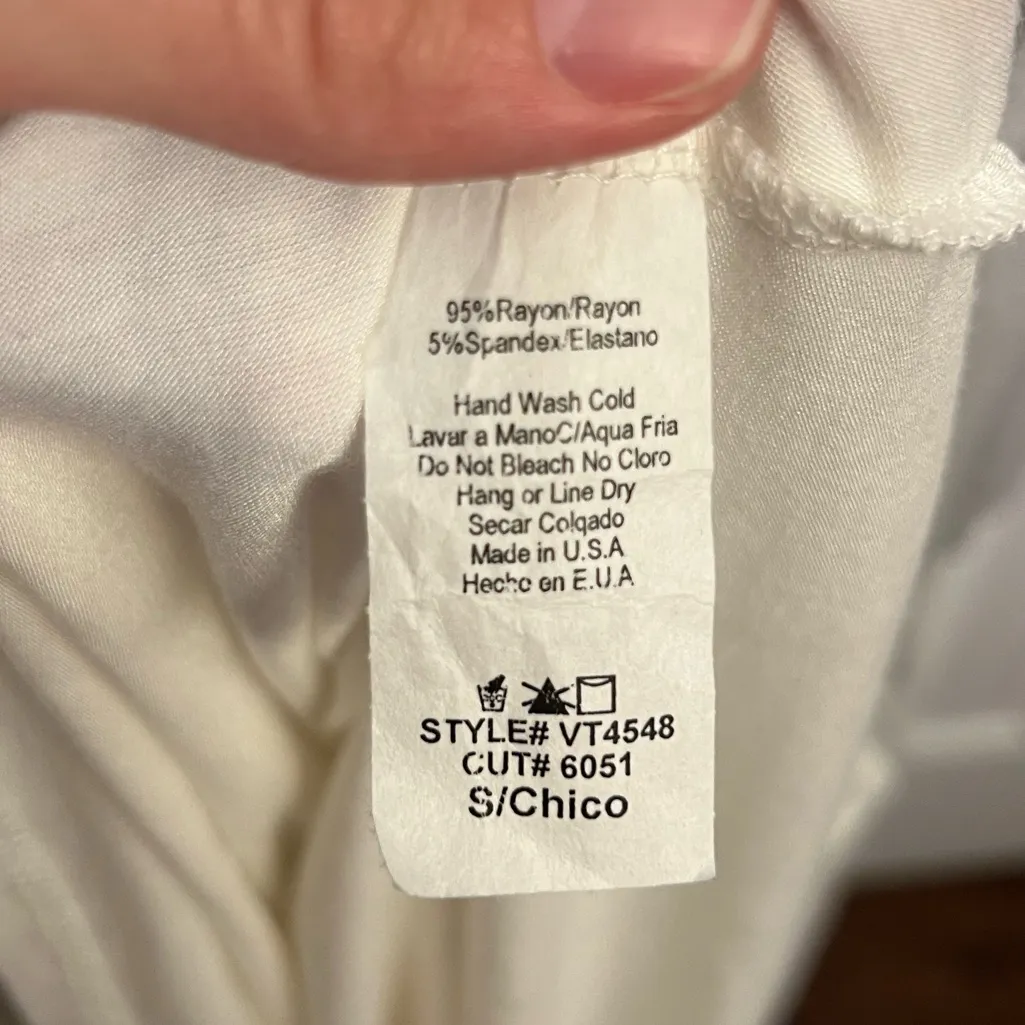 95%Rayon/Rayon
5%Spandex/Elastano
Hand Wash Cold
Lavar a ManoC/Aqua Fria
Do Not Bleach No Cloro
Hang or Line Dry
Secar Colqado
Made in U.S.A
Hecho en E.U.A
STYLE# VT4548
CUT# 6051
S/Chico